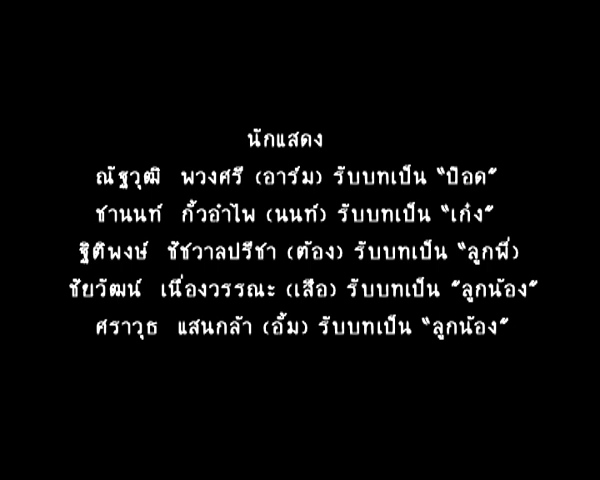 นักแสดง
ณัฐวุฒิ พวงศรี (อาร์ม) รับบทเป็น “ป๊อด”
ชานนท์ กิ้วอำไพ (นนท์) รับบทเป็น “เก๋ง”
ฐิติพงษ์ ชัชวาลปรีชา (ต้อง) รับบทเป็น “ลูกพี่)
ชัยวัฒน์ เนื่องวรรณะ (เสือ) รับบทเป็น “ลูกน้อง”
ศราวุธ แสนกล้า (อั้ม) รับบทเป็น “ลูกน้อง”